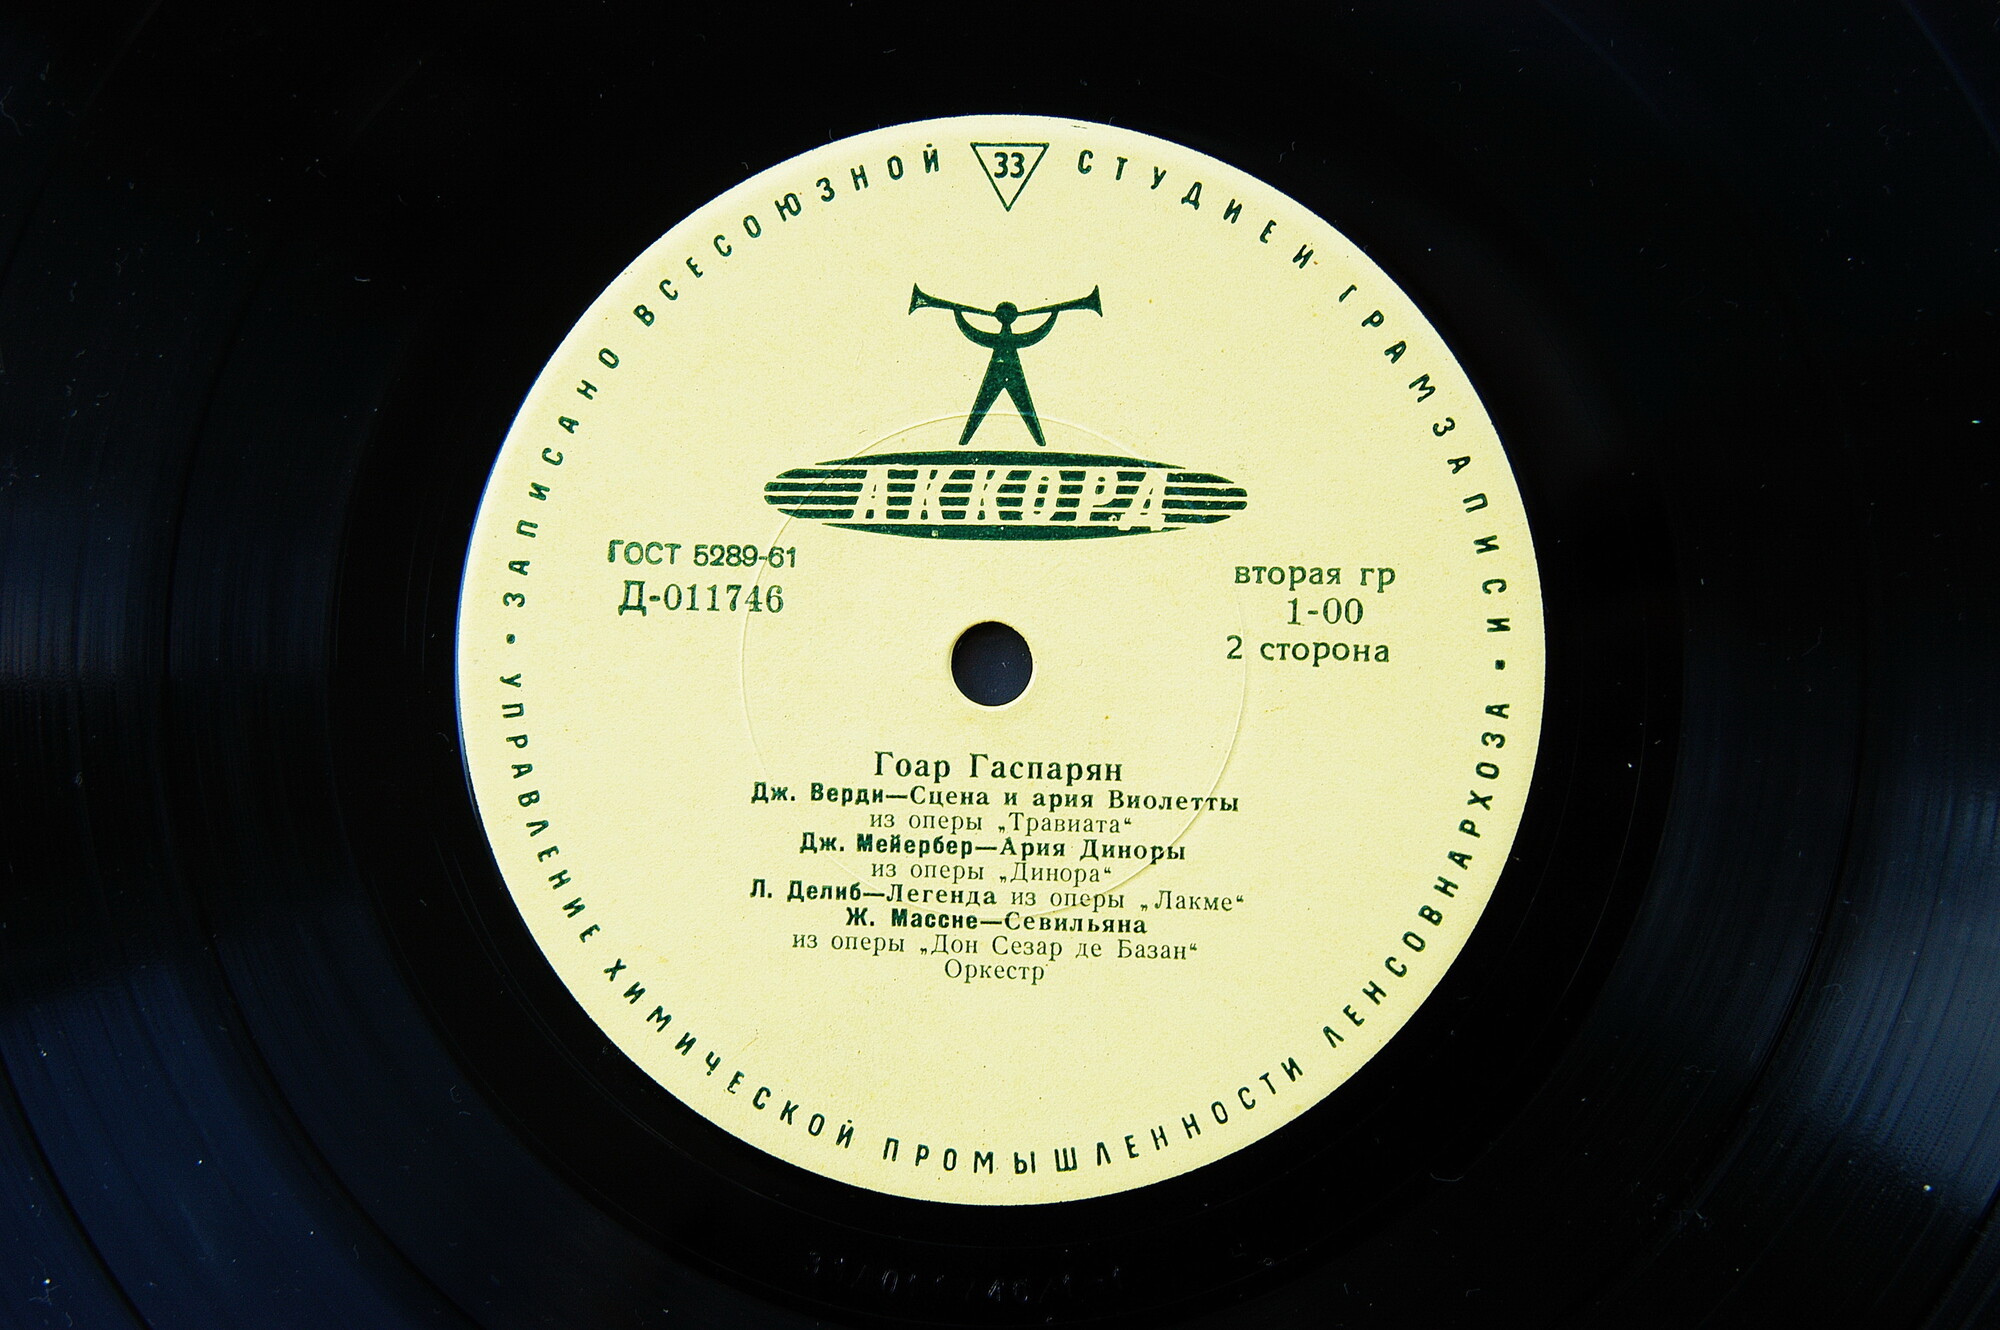 ЗАПИСАНО ВСЕСОЮЗНОЙ СТУДИЕЙ ГРАМЗАПИСИ
33
АККОРД
ГОСТ 5289-61
Д-011746
вторая гр
1-00
2 сторона
Гоар Гаспарян
Дж. Верди—Сцена и ария Виолетты
из оперы „Травиата“
Дж. Мейербер—Ария Диноры
из оперы „Динора“
Л. Делиб—Легенда из оперы „Лакме“
Ж. Массне—Севильяна
из оперы „Дон Сезар де Базан“
Оркестр
• УПРАВЛЕНИЕ ХИМИЧЕСКОЙ ПРОМЫШЛЕННОСТИ ЛЕНСОВНАРХОЗА •